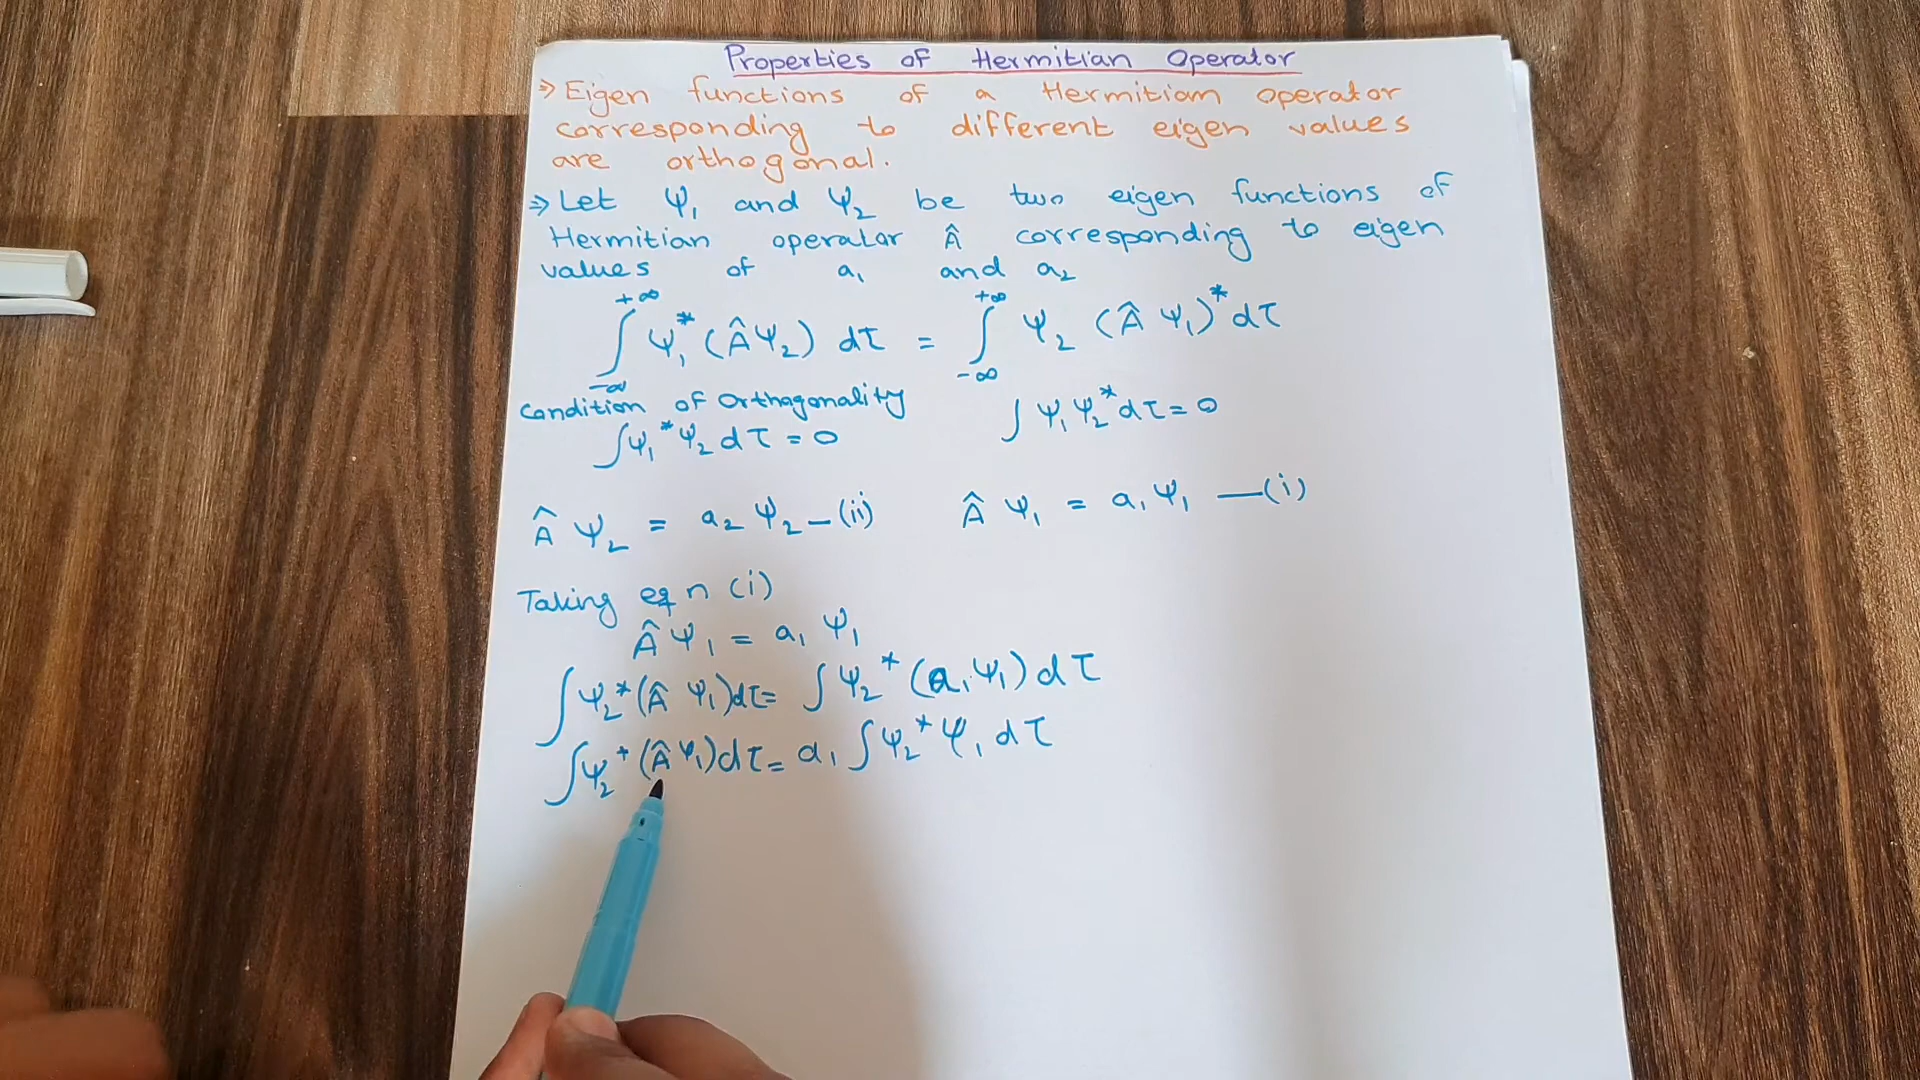 Properties of Hermitian Operator
⇒ Eigen functions of a Hermitian operator
corresponding to different eigen values
are orthogonal.
⇒ Let Ψ₁ and Ψ₂ be two eigen functions of
Hermitian operator Â corresponding to eigen
values of a₁ and a₂
∫₋∞⁺∞ Ψ₁* (Â Ψ₂) dτ = ∫₋∞⁺∞ Ψ₂ (Â Ψ₁)* dτ
Condition of Orthogonality ∫ Ψ₁ Ψ₂* dτ = 0
∫ Ψ₁* Ψ₂ dτ = 0
Â Ψ₂ = a₂ Ψ₂ — (ii) Â Ψ₁ = a₁ Ψ₁ — (i)
Taking eqn (i)
Â Ψ₁ = a₁ Ψ₁
∫ Ψ₂* (Â Ψ₁) dτ = ∫ Ψ₂* (a₁ Ψ₁) dτ
∫ Ψ₂* (Â Ψ₁) dτ = a₁ ∫ Ψ₂* Ψ₁ dτ